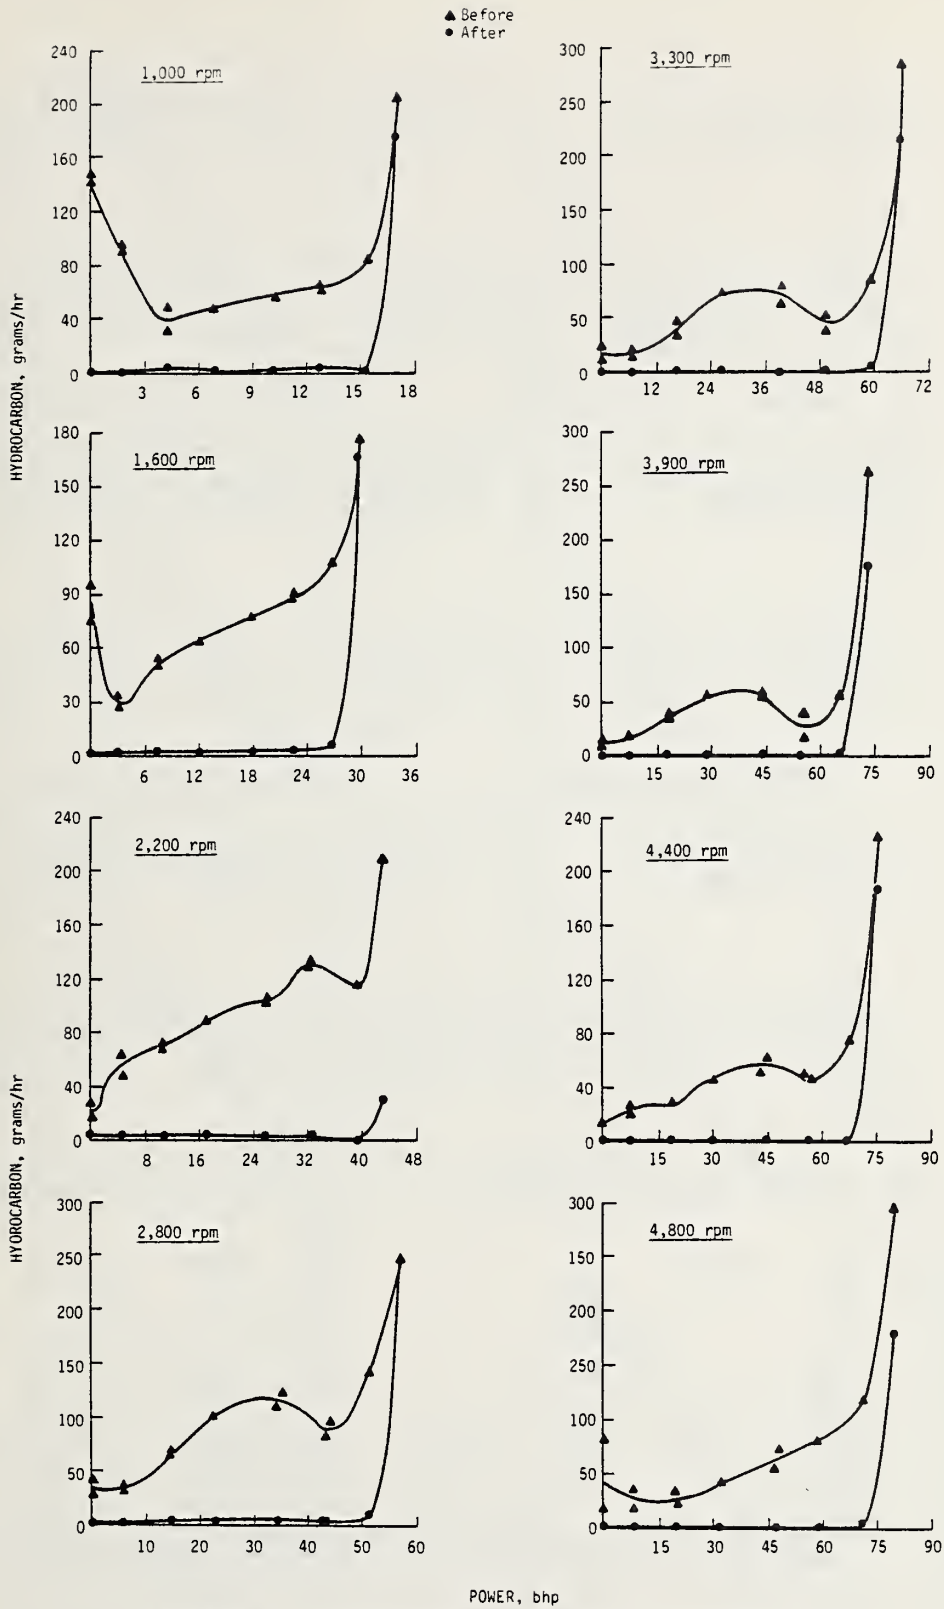 ▲ Before
● After
HYDROCARBON, grams/hr
1,000 rpm
240
200
160
120
80
40
0
3 6 9 12 15 18
3,300 rpm
300
250
200
150
100
50
0
12 24 36 48 60 72
1,600 rpm
180
150
120
90
60
30
0
6 12 18 24 30 36
3,900 rpm
300
250
200
150
100
50
0
15 30 45 60 75 90
HYOROCARBON, grams/hr
2,200 rpm
240
200
160
120
80
40
0
8 16 24 32 40 48
4,400 rpm
240
200
160
120
80
40
0
15 30 45 60 75 90
2,800 rpm
300
250
200
150
100
50
0
10 20 30 40 50 60
4,800 rpm
300
150
200
250
100
50
0
15 30 45 60 75 90
POWER, bhp